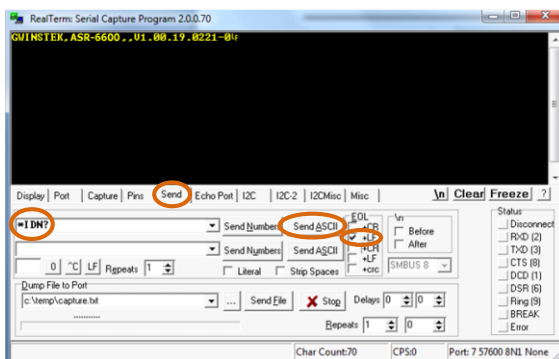 RealTerm: Serial Capture Program 2.0.0.70
GWINSTEK,ASR-6600,,V1.00.19.0221-0LF
Display Port Capture Pins Send Echo Port I2C I2C-2 I2CMisc Misc \n Clear Freeze ?
*IDN? Send Numbers Send ASCII
EOL
+CR
+LF
\n
Before
After
Send Numbers Send ASCII
+CR
+LF
+crc
SMBUS 8
0 ^C LF Repeats 1 Literal Strip Spaces
Dump File to Port
c:\temp\capture.txt ... Send File Stop Delays 0 0
Repeats 1 0
Status
Disconnect
RXD (2)
TXD (3)
CTS (8)
DCD (1)
DSR (6)
Ring (9)
BREAK
Error
Char Count:70 CPS:0 Port: 7 57600 8N1 None